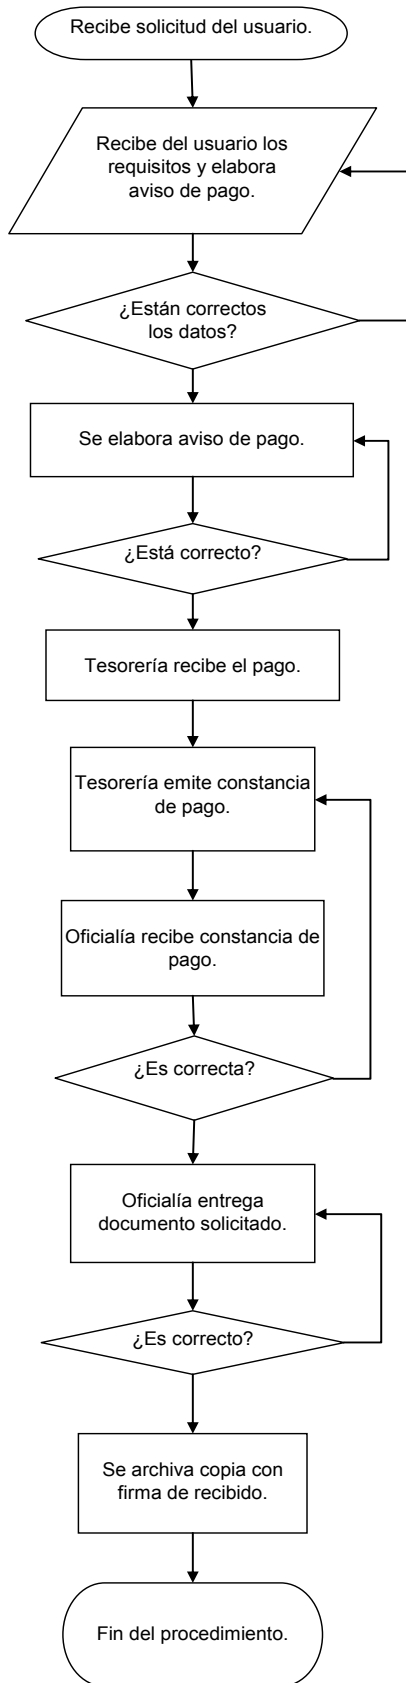 Recibe solicitud del usuario.
Recibe del usuario los
requisitos y elabora
aviso de pago.
¿Están correctos
los datos?
Se elabora aviso de pago.
¿Está correcto?
Tesorería recibe el pago.
Tesorería emite constancia
de pago.
Oficialía recibe constancia de
pago.
¿Es correcta?
Oficialía entrega
documento solicitado.
¿Es correcto?
Se archiva copia con
firma de recibido.
Fin del procedimiento.